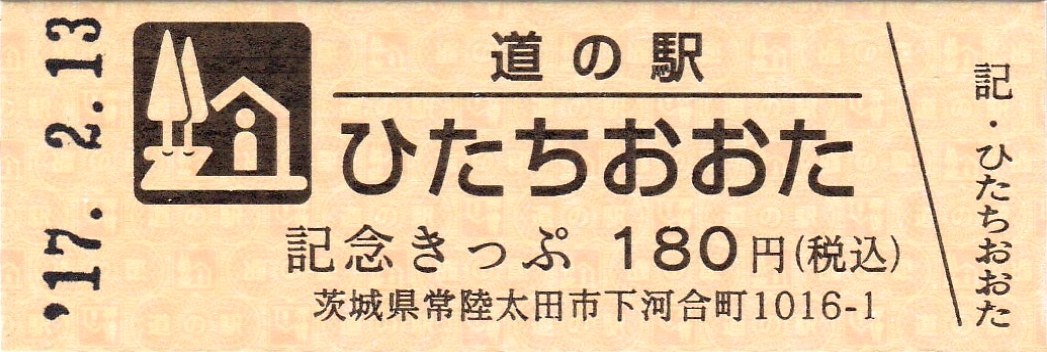 '17. 2.13
道の駅
ひたちおおた
記念きっぷ 180円(税込)
茨城県常陸太田市下河合町1016-1
記・ひたちおおた